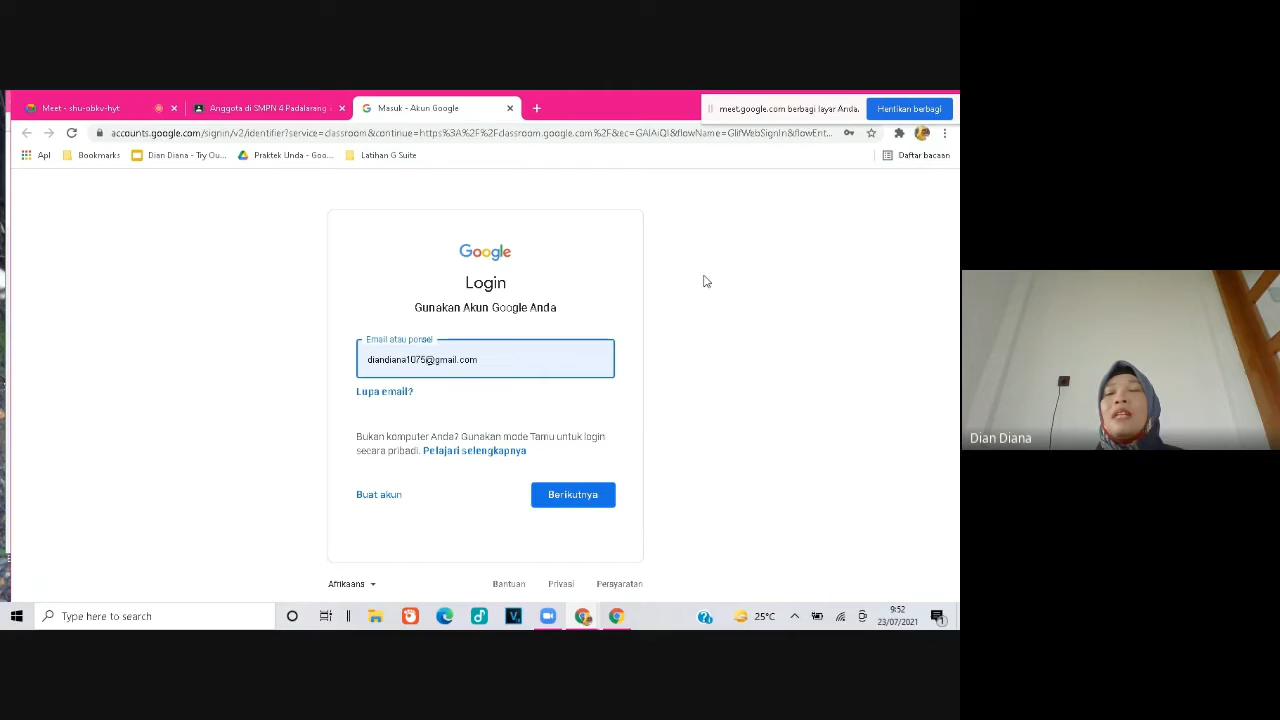 Meet - shu-obkv-hyt
Anggota di SMPN 4 Padalarang
Masuk - Akun Google
meet.google.com berbagi layar Anda.
Hentikan berbagi
accounts.google.com/signin/v2/identifier?service=classroom&continue=https%3A%2F%2Fclassroom.google.com%2F&ec=GAlAiQI&flowName=GlifWebSignIn&flowEnt...
Apl
Bookmarks
Dian Diana - Try Ou...
Praktek Unda - Goo...
Latihan G Suite
Daftar bacaan
Google
Login
Gunakan Akun Google Anda
Email atau ponsel
diandiana1075@gmail.com
Lupa email?
Bukan komputer Anda? Gunakan mode Tamu untuk login
secara pribadi. Pelajari selengkapnya
Buat akun
Berikutnya
Afrikaans
Bantuan
Privasi
Persyaratan
Dian Diana
Type here to search
25°C
9:52
23/07/2021